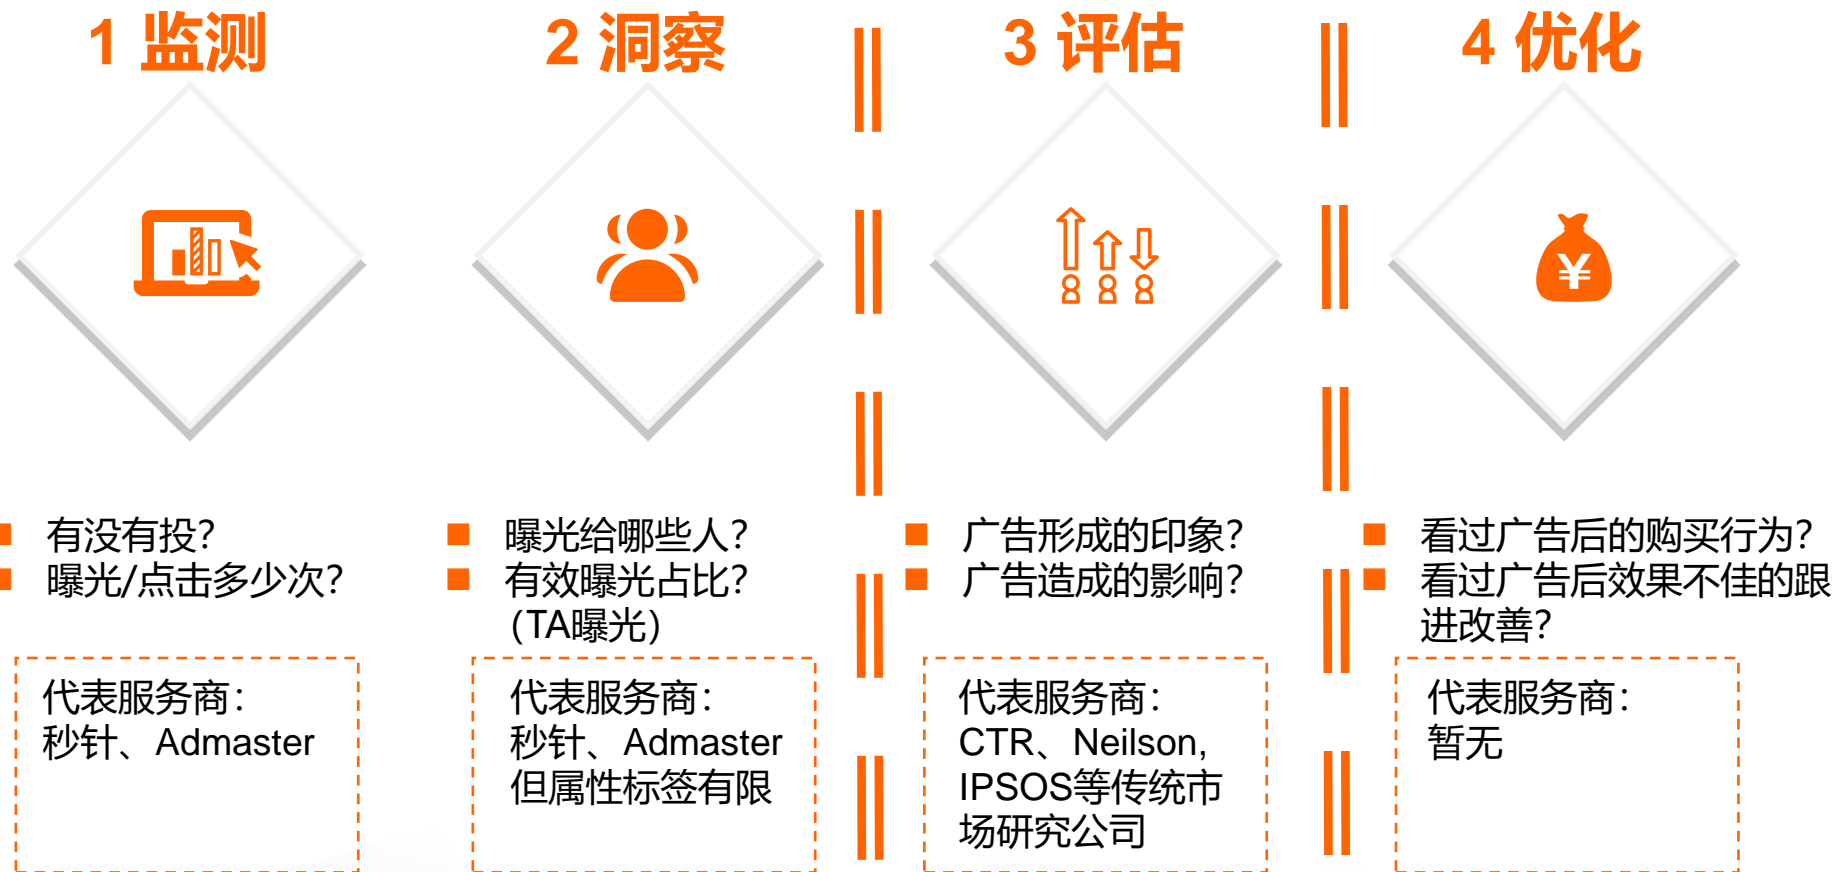 1 监测
有没有投？
曝光/点击多少次？
代表服务商：
秒针、Admaster
2 洞察
曝光给哪些人？
有效曝光占比？
（TA曝光）
代表服务商：
秒针、Admaster
但属性标签有限
3 评估
广告形成的印象？
广告造成的影响？
代表服务商：
CTR、Neilson,
IPSOS等传统市
场研究公司
4 优化
¥
看过广告后的购买行为？
看过广告后效果不佳的跟
进改善？
代表服务商：
暂无